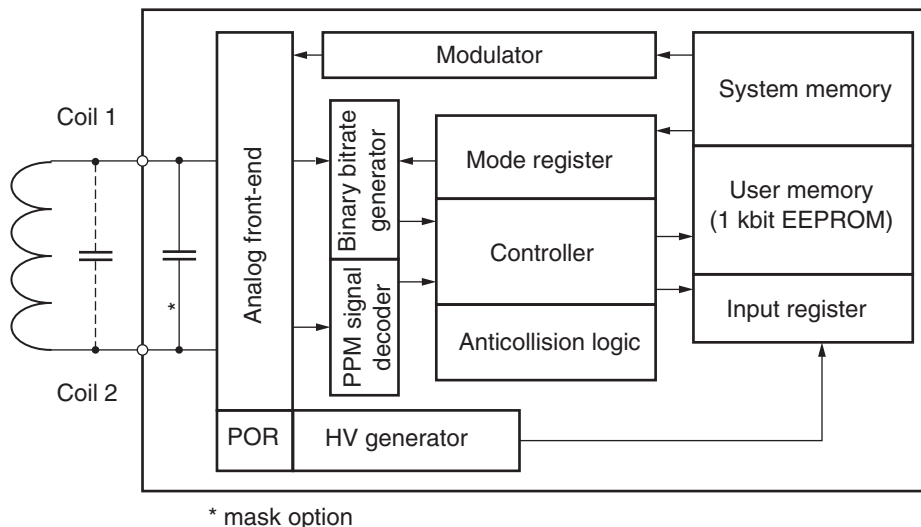 Modulator
System memory
Coil 1
Analog front-end
Binary bitrate
generator
Mode register
User memory
(1 kbit EEPROM)
Controller
*
PPM signal
decoder
Input register
Anticollision logic
Coil 2
POR
HV generator
* mask option